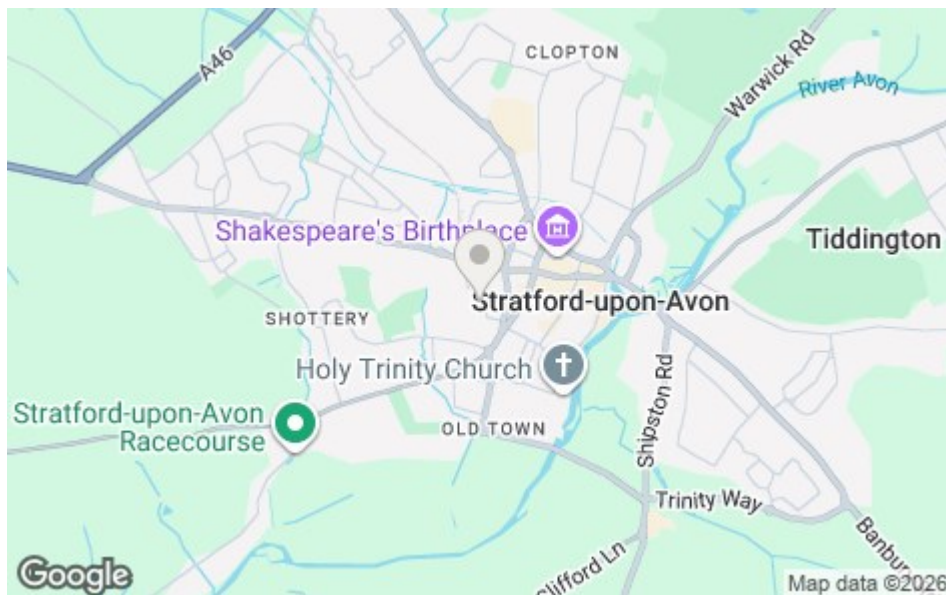 CLOPTON
A46
Warwick Rd
River Avon
Shakespeare's Birthplace
Tiddington
Stratford-upon-Avon
SHOTTERY
Holy Trinity Church
Stratford-upon-Avon
Racecourse
OLD TOWN
Shipston Rd
Trinity Way
Clifford Ln
Google
Map data ©2026